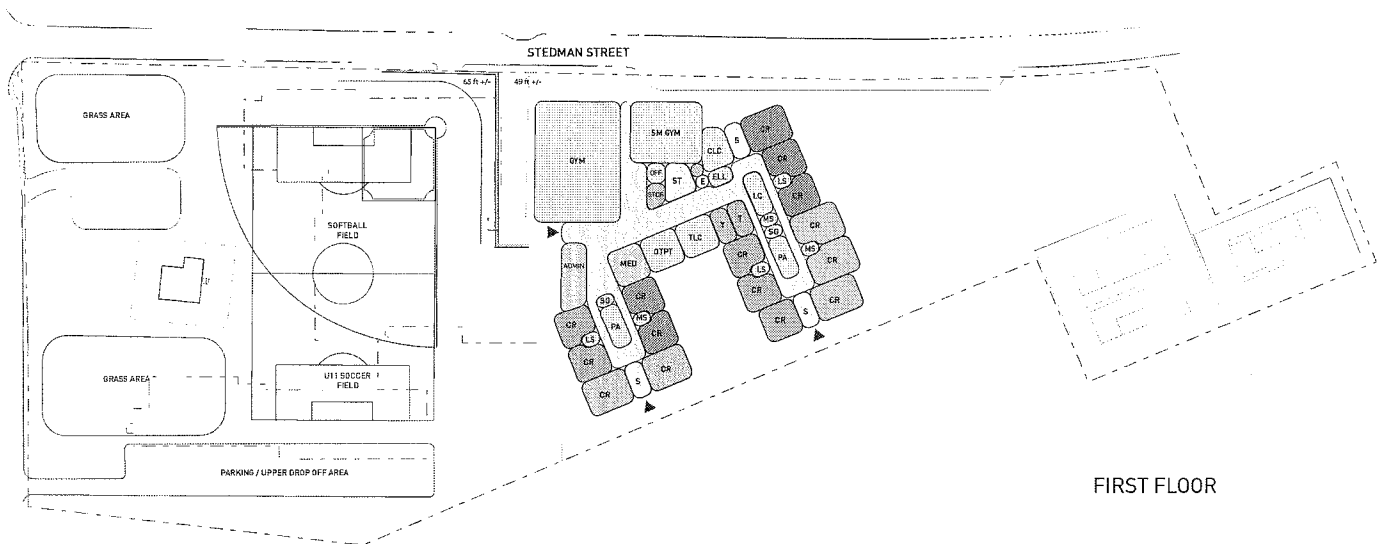 STEDMAN STREET
65 ft +/-
49 ft +/-
GRASS AREA
GYM
SM GYM
CLC
S
CR
CR
CR
LS
OFF
STOR
ST
E
ELL
LC
MS
SG
PA
CR
MS
CR
CR
S
T
T
TLC
OTPT
MED
CR
LS
CR
CR
ADMIN
SG
PA
CR
MS
CR
CR
CR
LS
CR
CR
S
SOFTBALL
FIELD
GRASS AREA
U11 SOCCER
FIELD
PARKING / UPPER DROP OFF AREA
FIRST FLOOR